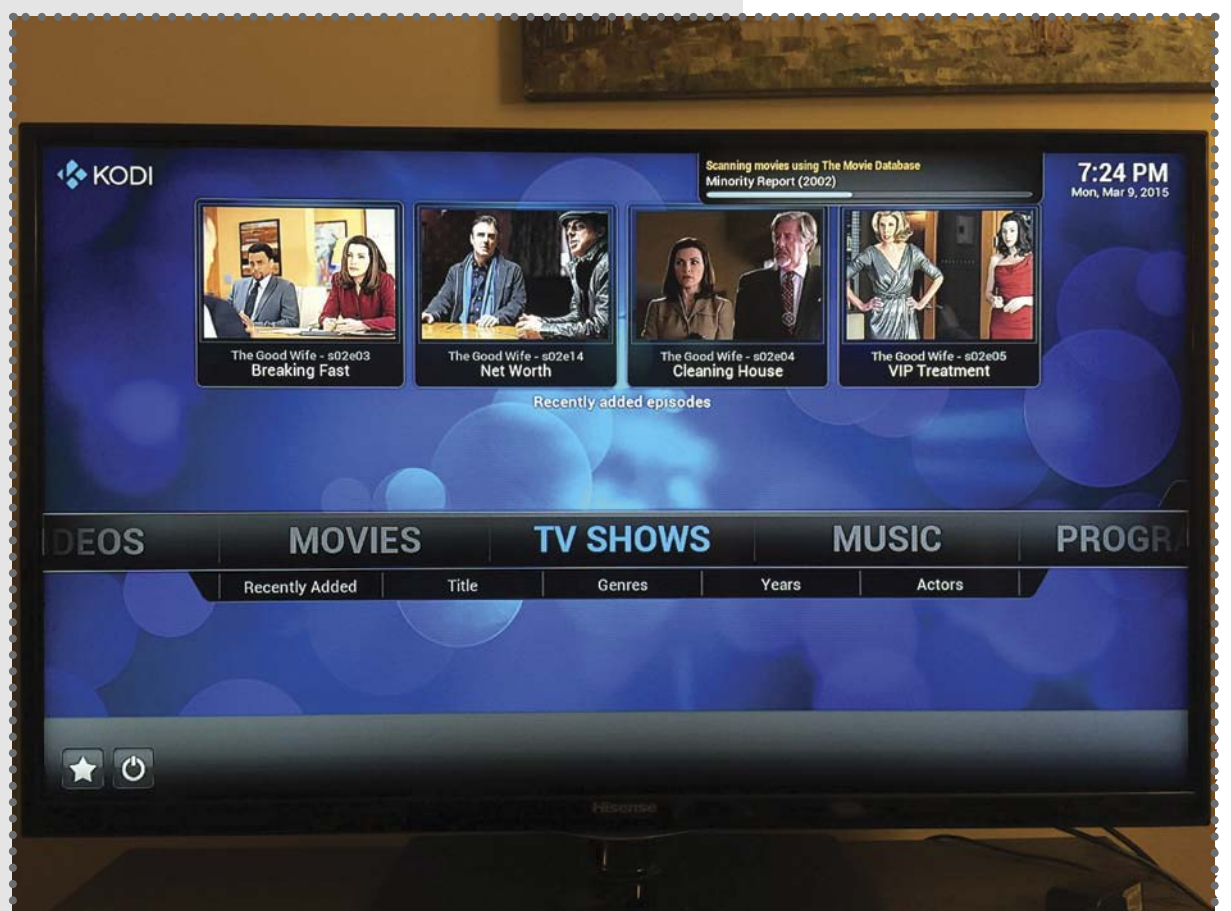 KODI
Scanning movies using The Movie Database
Minority Report (2002)
7:24 PM
Mon, Mar 9, 2015
The Good Wife - s02e03
Breaking Fast
The Good Wife - s02e14
Net Worth
The Good Wife - s02e04
Cleaning House
The Good Wife - s02e05
VIP Treatment
Recently added episodes
DEOS MOVIES TV SHOWS MUSIC PROGR
Recently Added Title Genres Years Actors
Hisense